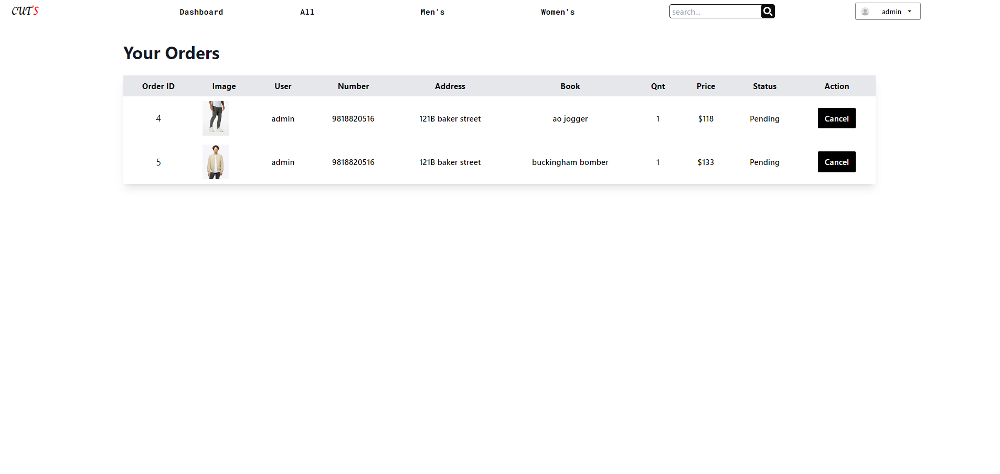 CUT'S Dashboard All Men's Women's search... admin
Your Orders
Order ID Image User Number Address Book Qnt Price Status Action
4 admin 9818820516 121B baker street ao jogger 1 $118 Pending Cancel
5 admin 9818820516 121B baker street buckingham bomber 1 $133 Pending Cancel